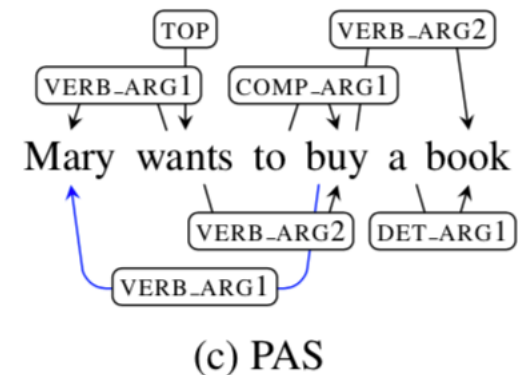 TOP VERB_ARG2
VERB_ARG1 COMP_ARG1
Mary wants to buy a book
VERB_ARG2 DET_ARG1
VERB_ARG1
(c) PAS